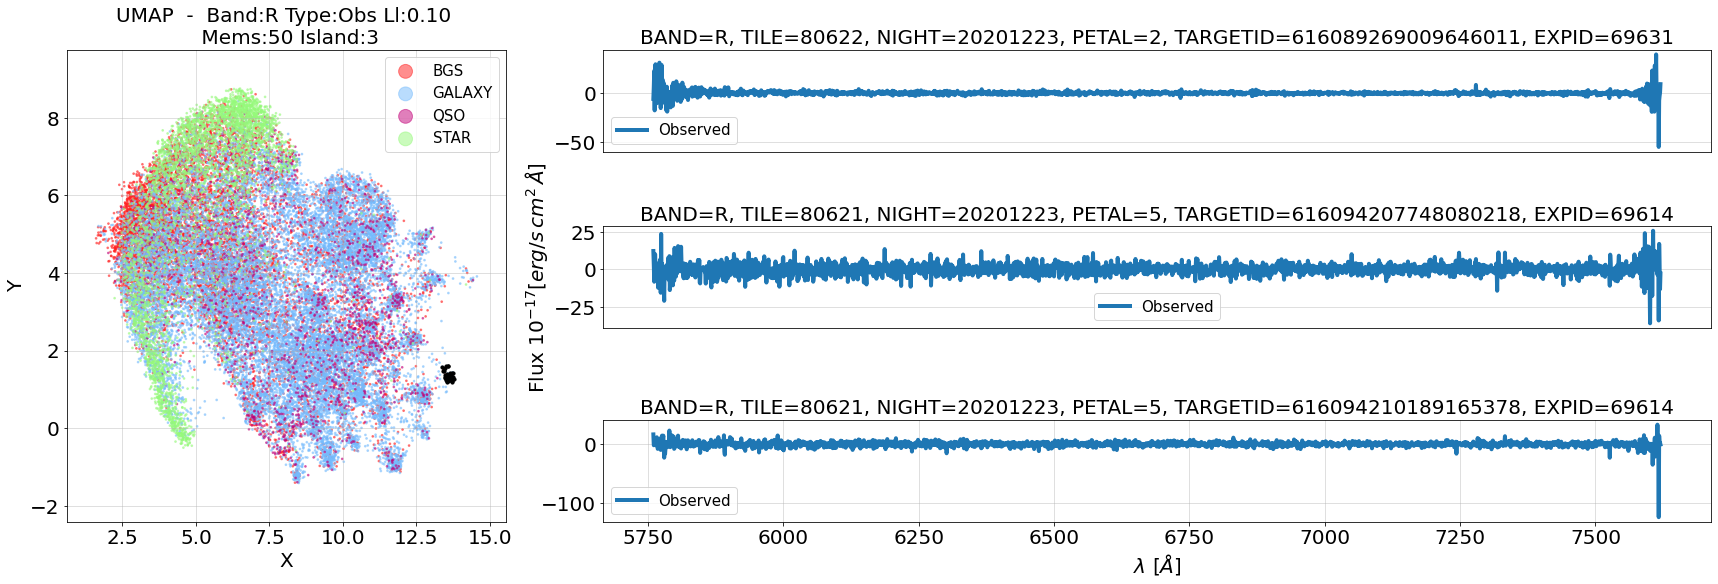 UMAP - Band:R Type:Obs Ll:0.10
Mems:50 Island:3
BGS
GALAXY
QSO
STAR
8
6
4
2
0
−2
Y
2.5 5.0 7.5 10.0 12.5 15.0
X
Flux 10^{-17}[erg/s cm^2 Å]
BAND=R, TILE=80622, NIGHT=20201223, PETAL=2, TARGETID=616089269009646011, EXPID=69631
0
−50
Observed
BAND=R, TILE=80621, NIGHT=20201223, PETAL=5, TARGETID=616094207748080218, EXPID=69614
25
0
−25
Observed
BAND=R, TILE=80621, NIGHT=20201223, PETAL=5, TARGETID=616094210189165378, EXPID=69614
0
−100
Observed
5750 6000 6250 6500 6750 7000 7250 7500
λ [Å]